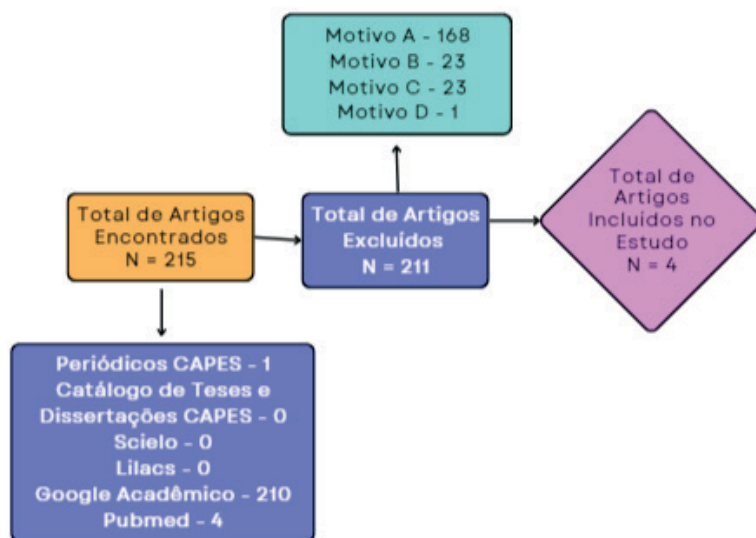 Motivo A - 168
Motivo B - 23
Motivo C - 23
Motivo D - 1
Total de Artigos
Encontrados
N = 215
Total de Artigos
Excluídos
N = 211
Total de
Artigos
Incluídos no
Estudo
N = 4
Periódicos CAPES - 1
Catálogo de Teses e
Dissertações CAPES - 0
Scielo - 0
Lilacs - 0
Google Acadêmico - 210
Pubmed - 4